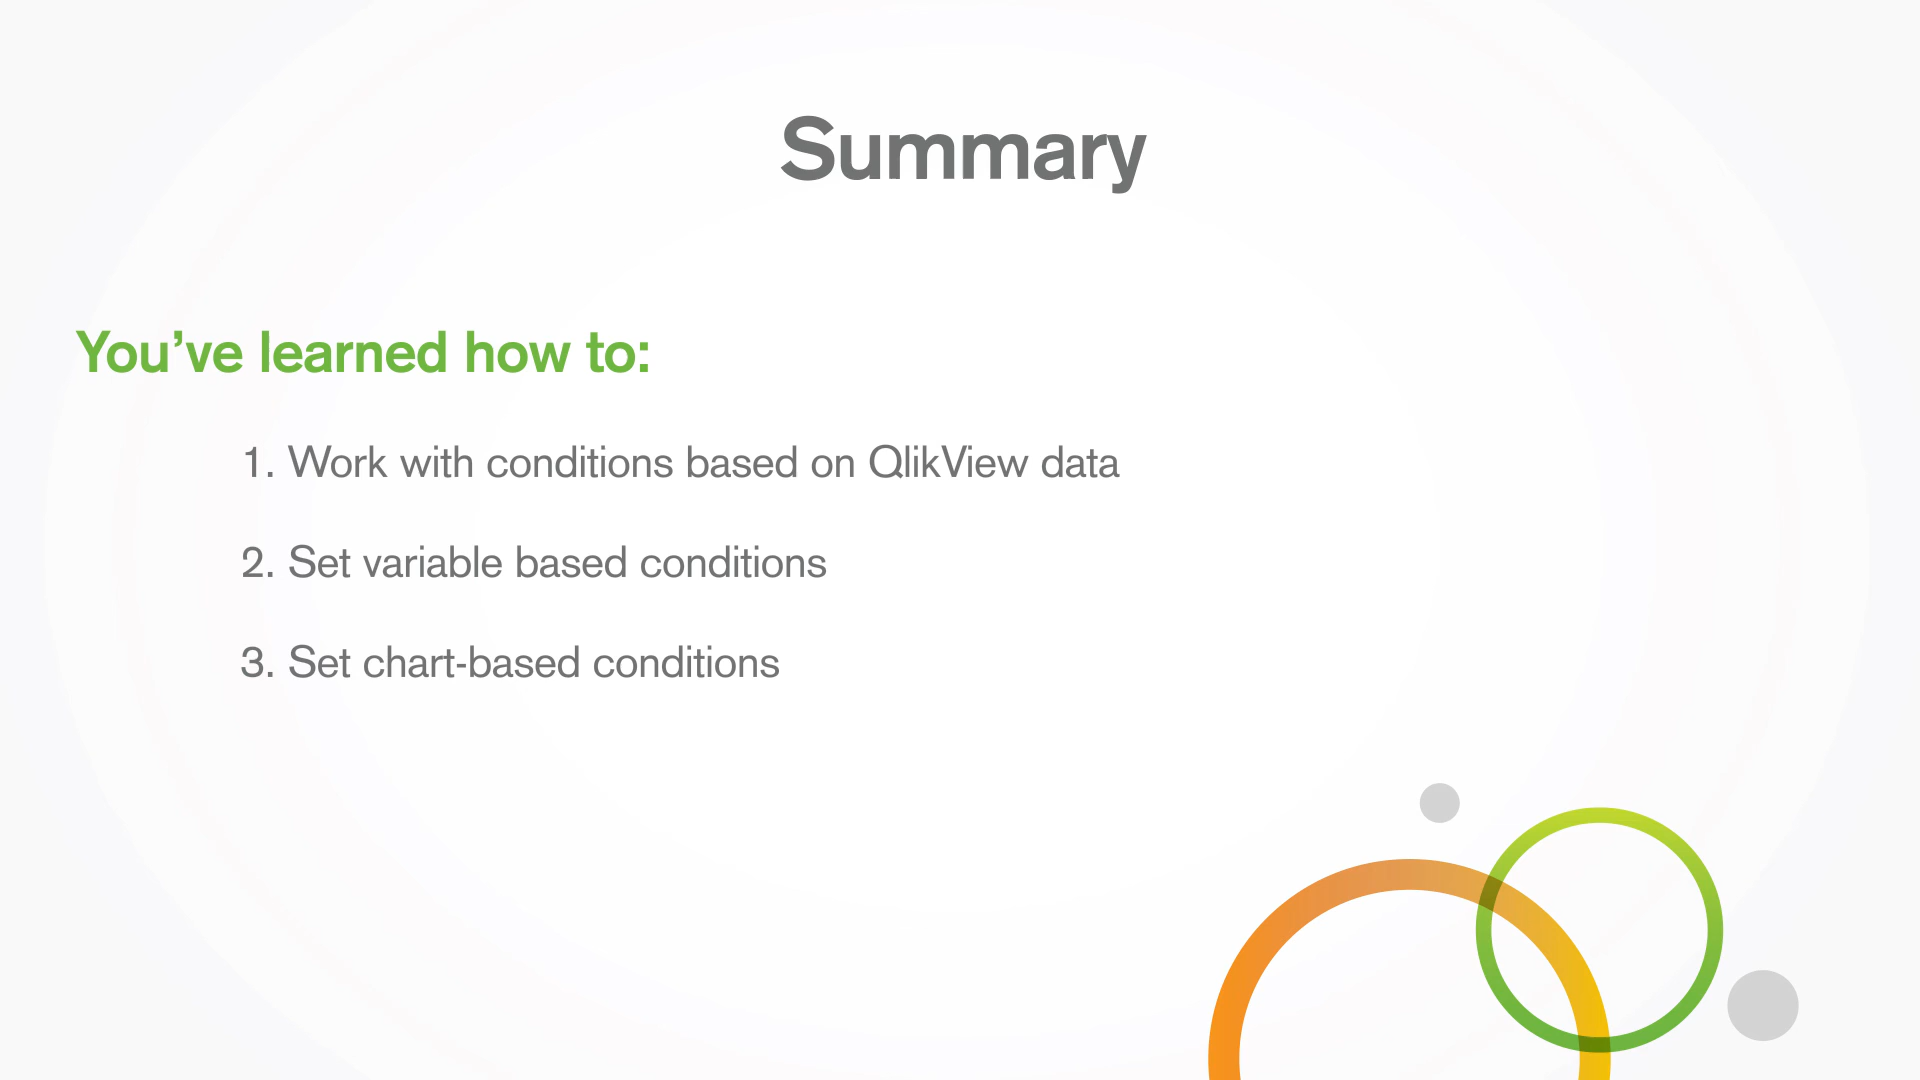 Summary
You’ve learned how to:
1. Work with conditions based on QlikView data
2. Set variable based conditions
3. Set chart-based conditions